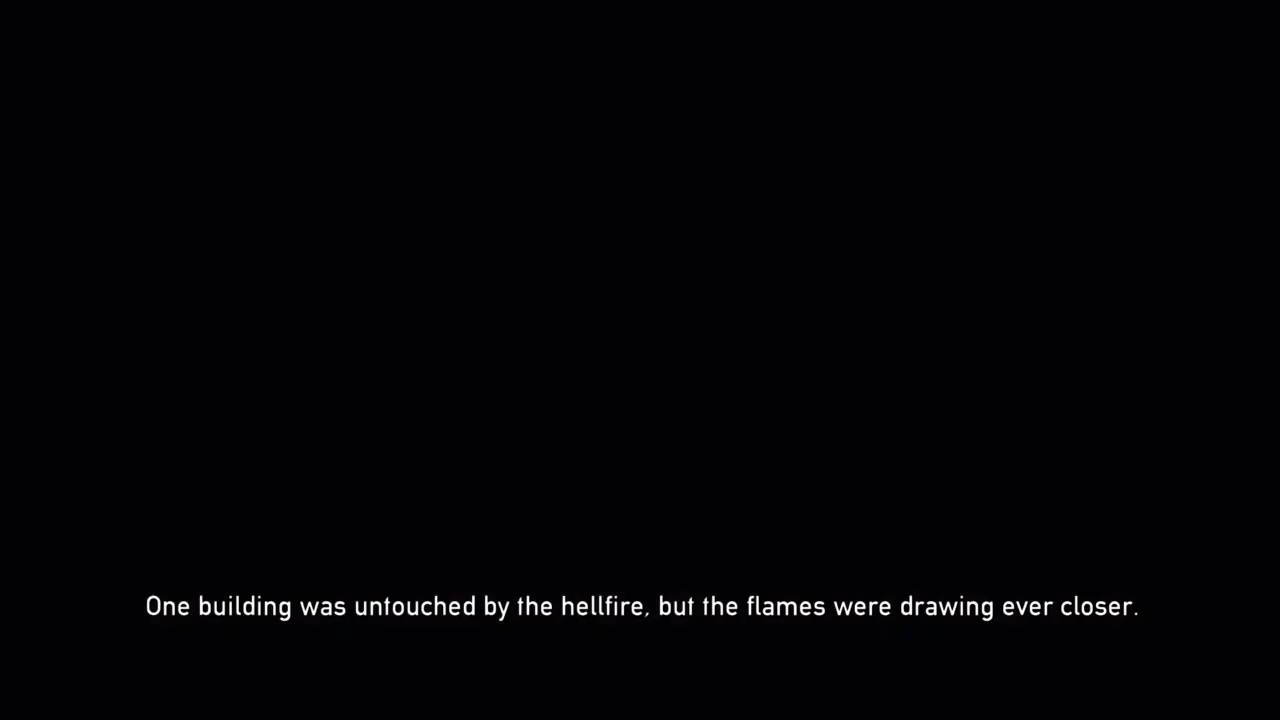 One building was untouched by the hellfire, but the flames were drawing ever closer.